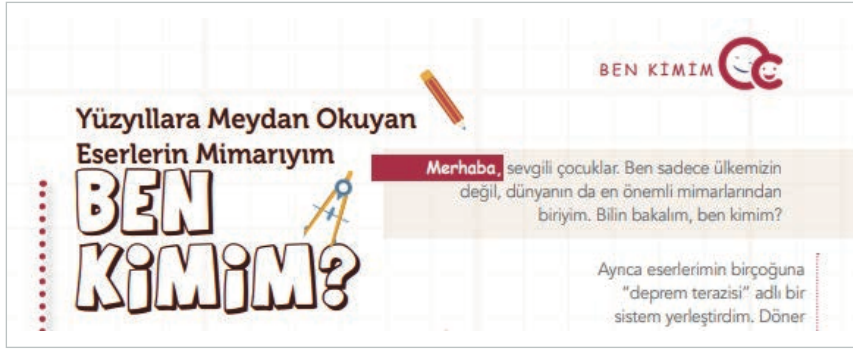 BEN KİMİM
Yüzyıllara Meydan Okuyan
Eserlerin Mimarıyım
BEN
KİMİM?
Merhaba, sevgili çocuklar. Ben sadece ülkemizin
değil, dünyanın da en önemli mimarlarından
biriyim. Bilin bakalım, ben kimim?
Ayrıca eserlerimin birçoğuna
"deprem terazisi" adlı bir
sistem yerleştirdim. Döner